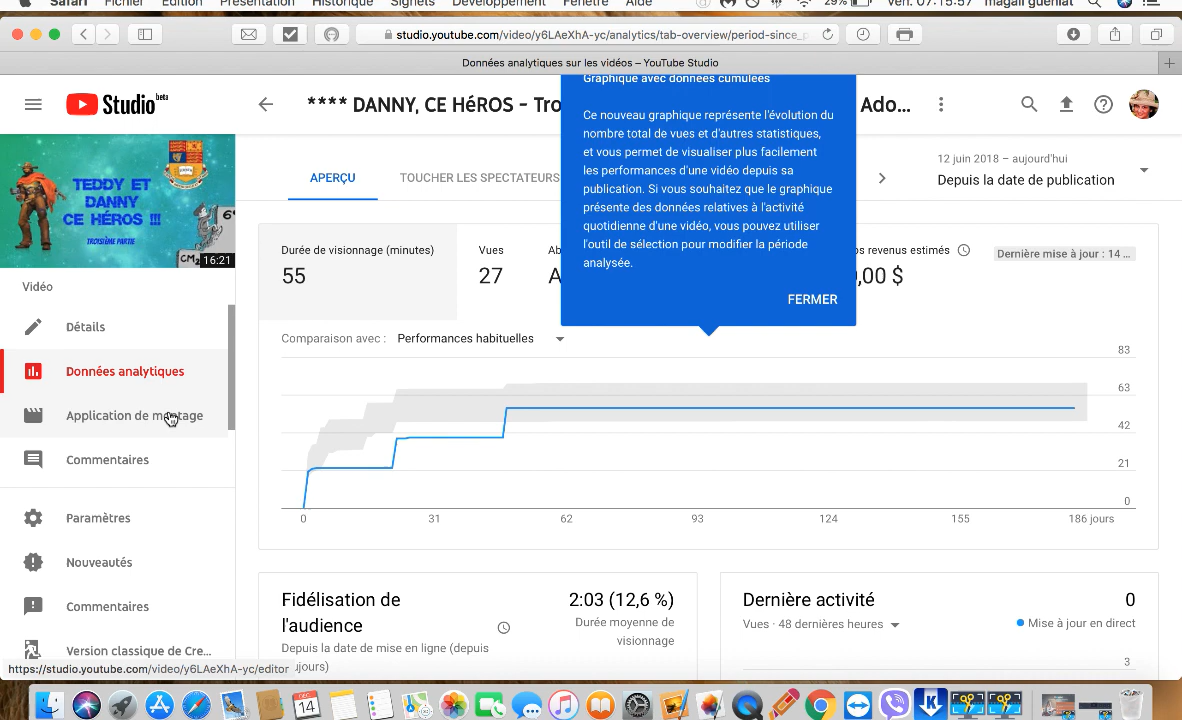 Safari Fichier Édition Présentation Historique Signets Développement Fenêtre Aide 29% Ven. 07:15:57 magali guenat
studio.youtube.com/video/y6LAeXhA-yc/analytics/tab-overview/period-since_p
Données analytiques sur les vidéos – YouTube Studio
Studio beta
**** DANNY, CE HéROS - Tro
Ado...
Graphique avec données cumulées
Ce nouveau graphique représente l'évolution du
nombre total de vues et d'autres statistiques,
et vous permet de visualiser plus facilement
les performances d'une vidéo depuis sa
publication. Si vous souhaitez que le graphique
présente des données relatives à l'activité
quotidienne d'une vidéo, vous pouvez utiliser
l'outil de sélection pour modifier la période
analysée.
FERMER
TEDDY ET
DANNY
CE HÉROS !!!
TROISIÈME PARTIE
16:21
APERÇU
TOUCHER LES SPECTATEURS
12 juin 2018 – aujourd'hui
Depuis la date de publication
Vidéo
Détails
Données analytiques
Application de montage
Commentaires
Paramètres
Nouveautés
Commentaires
Version classique de Cre...
https://studio.youtube.com/video/y6LAeXhA-yc/editor
Durée de visionnage (minutes)
55
Vues
27
Ab
A
os revenus estimés
0,00 $
Dernière mise à jour : 14 ...
Comparaison avec : Performances habituelles
83
63
42
21
0
0 31 62 93 124 155 186 jours
Fidélisation de
l'audience
Depuis la date de mise en ligne (depuis
ujours)
2:03 (12,6 %)
Durée moyenne de
visionnage
Dernière activité
0
Vues · 48 dernières heures
Mise à jour en direct
3
DEC
14